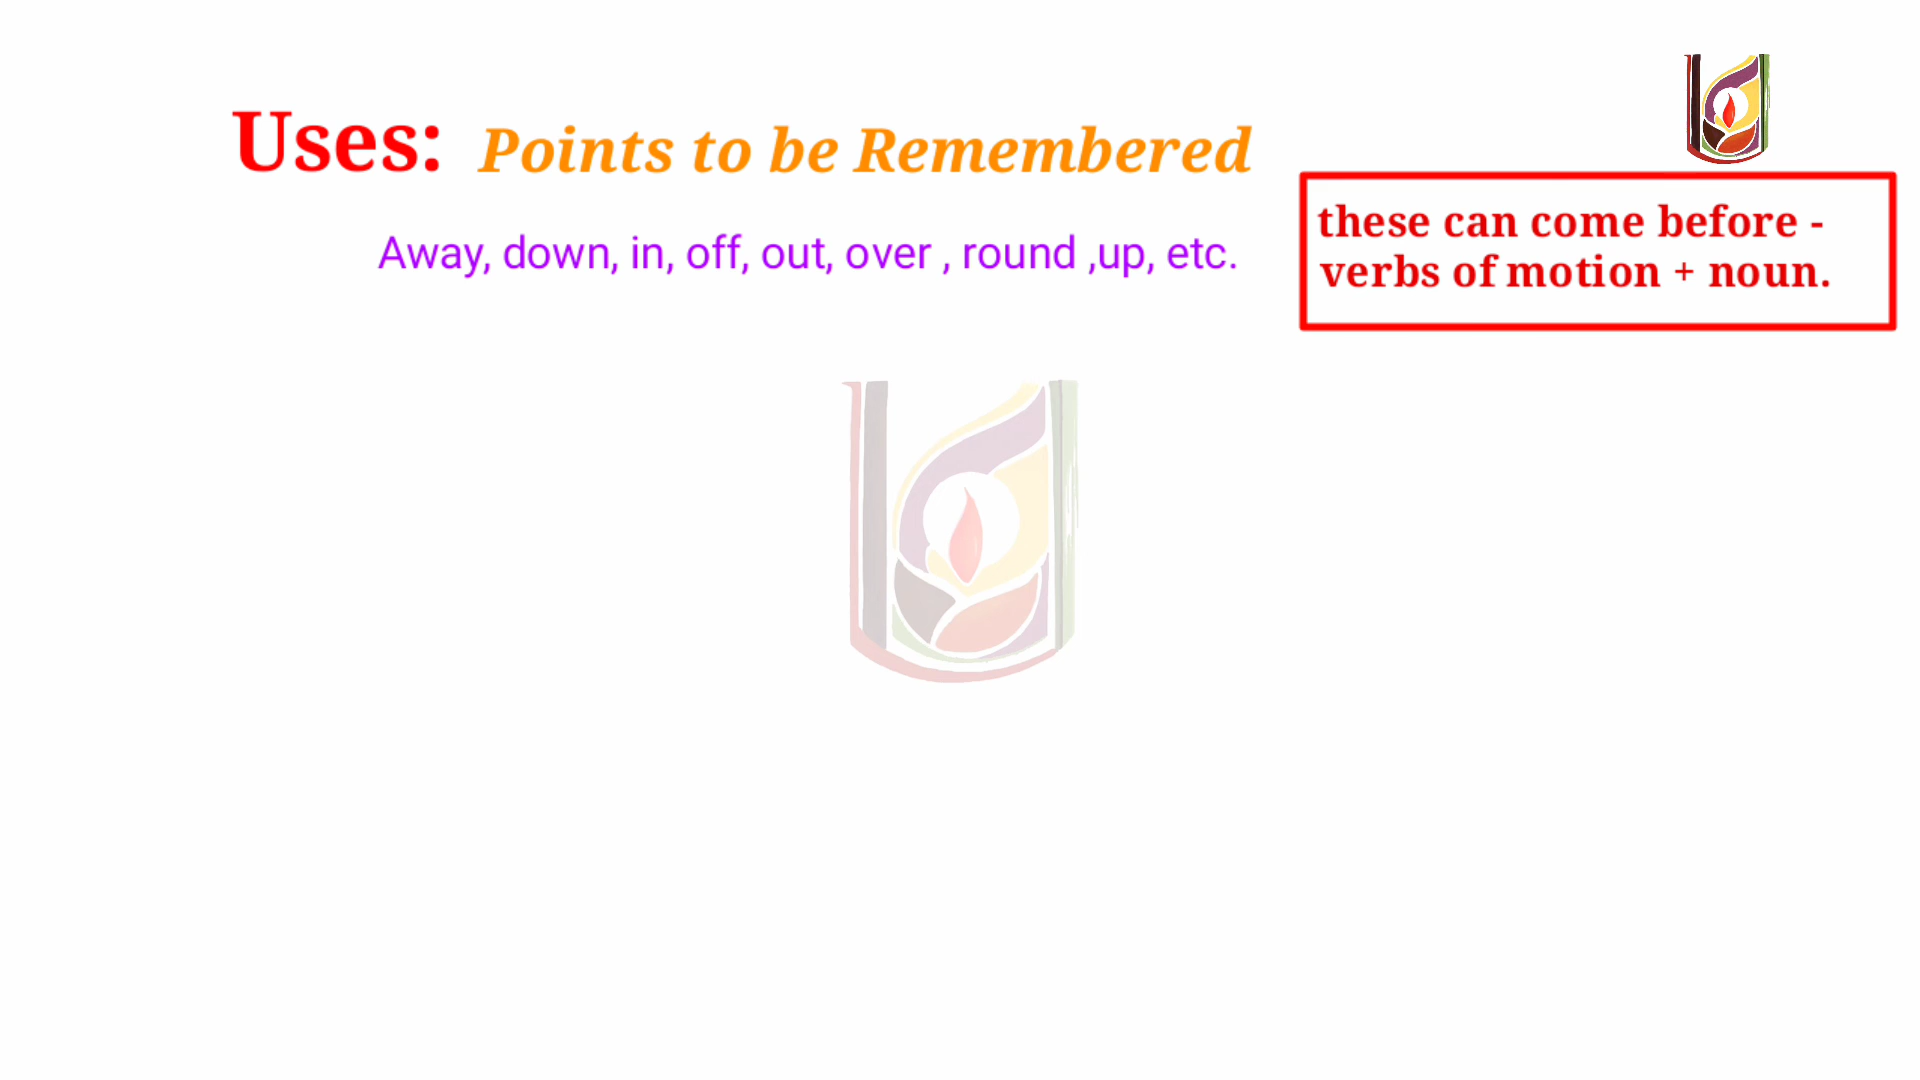 Uses: Points to be Remembered
Away, down, in, off, out, over , round ,up, etc.
these can come before -
verbs of motion + noun.